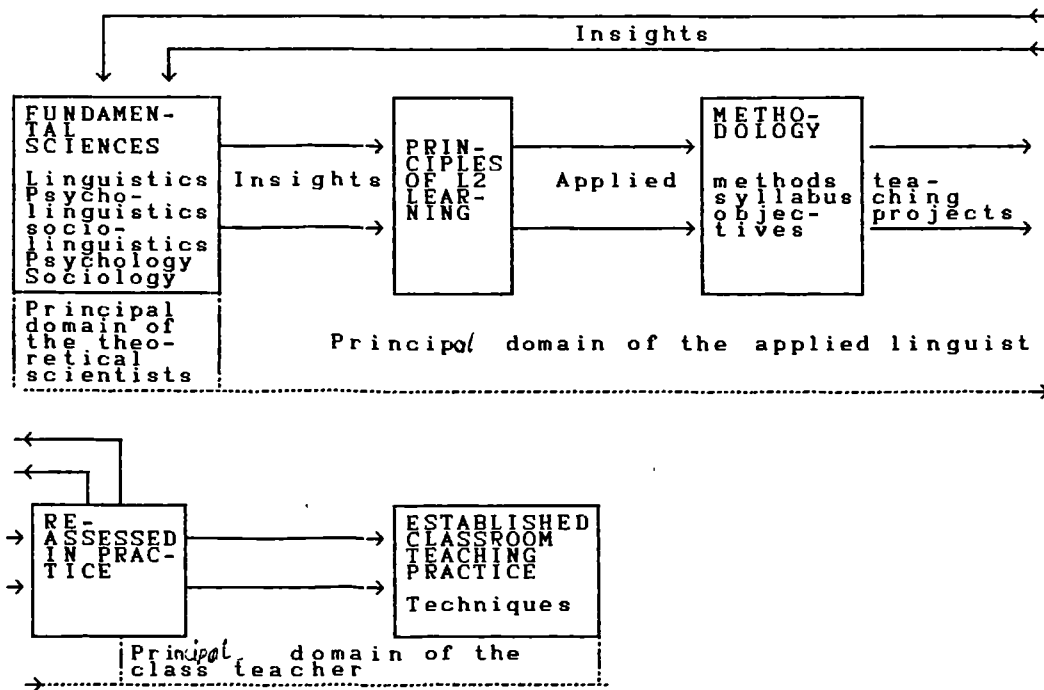 Insights
FUNDAMEN-
TAL
SCIENCES
Linguistics
Psycho-
linguistics
socio-
linguistics
Psychology
Sociology
Insights
PRIN-
CIPLES
OF L2
LEAR-
NING
Applied
METHO-
DOLOGY
methods
syllabus
objec-
tives
tea-
ching
projects
Principal
domain of
the theo-
retical
scientists
Principal domain of the applied linguist
RE-
ASSESSED
IN PRAC-
TICE
ESTABLISHED
CLASSROOM
TEACHING
PRACTICE
Techniques
Principal domain of the
class teacher